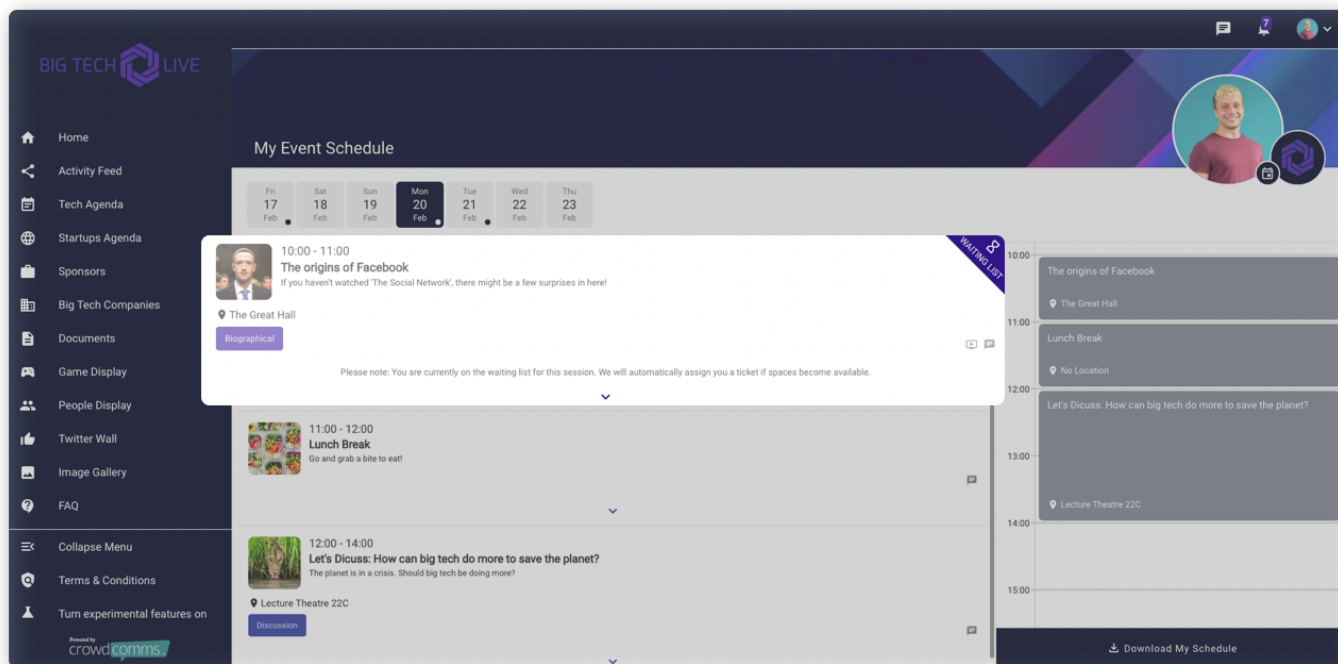 7
BIG TECH LIVE
Home
Activity Feed
Tech Agenda
Startups Agenda
Sponsors
Big Tech Companies
Documents
Game Display
People Display
Twitter Wall
Image Gallery
FAQ
Collapse Menu
Terms & Conditions
Turn experimental features on
Powered by
crowdcomms.
My Event Schedule
Fri
17
Feb
Sat
18
Feb
Sun
19
Feb
Mon
20
Feb
Tue
21
Feb
Wed
22
Feb
Thu
23
Feb
10:00 - 11:00
The origins of Facebook
If you haven't watched 'The Social Network', there might be a few surprises in here!
WAITING LIST
The Great Hall
Biographical
Please note: You are currently on the waiting list for this session. We will automatically assign you a ticket if spaces become available.
11:00 - 12:00
Lunch Break
Go and grab a bite to eat!
12:00 - 14:00
Let's Dicuss: How can big tech do more to save the planet?
The planet is in a crisis. Should big tech be doing more?
Lecture Theatre 22C
Discussion
10:00
The origins of Facebook
The Great Hall
11:00
Lunch Break
No Location
12:00
Let's Dicuss: How can big tech do more to save the planet?
13:00
Lecture Theatre 22C
14:00
15:00
Download My Schedule